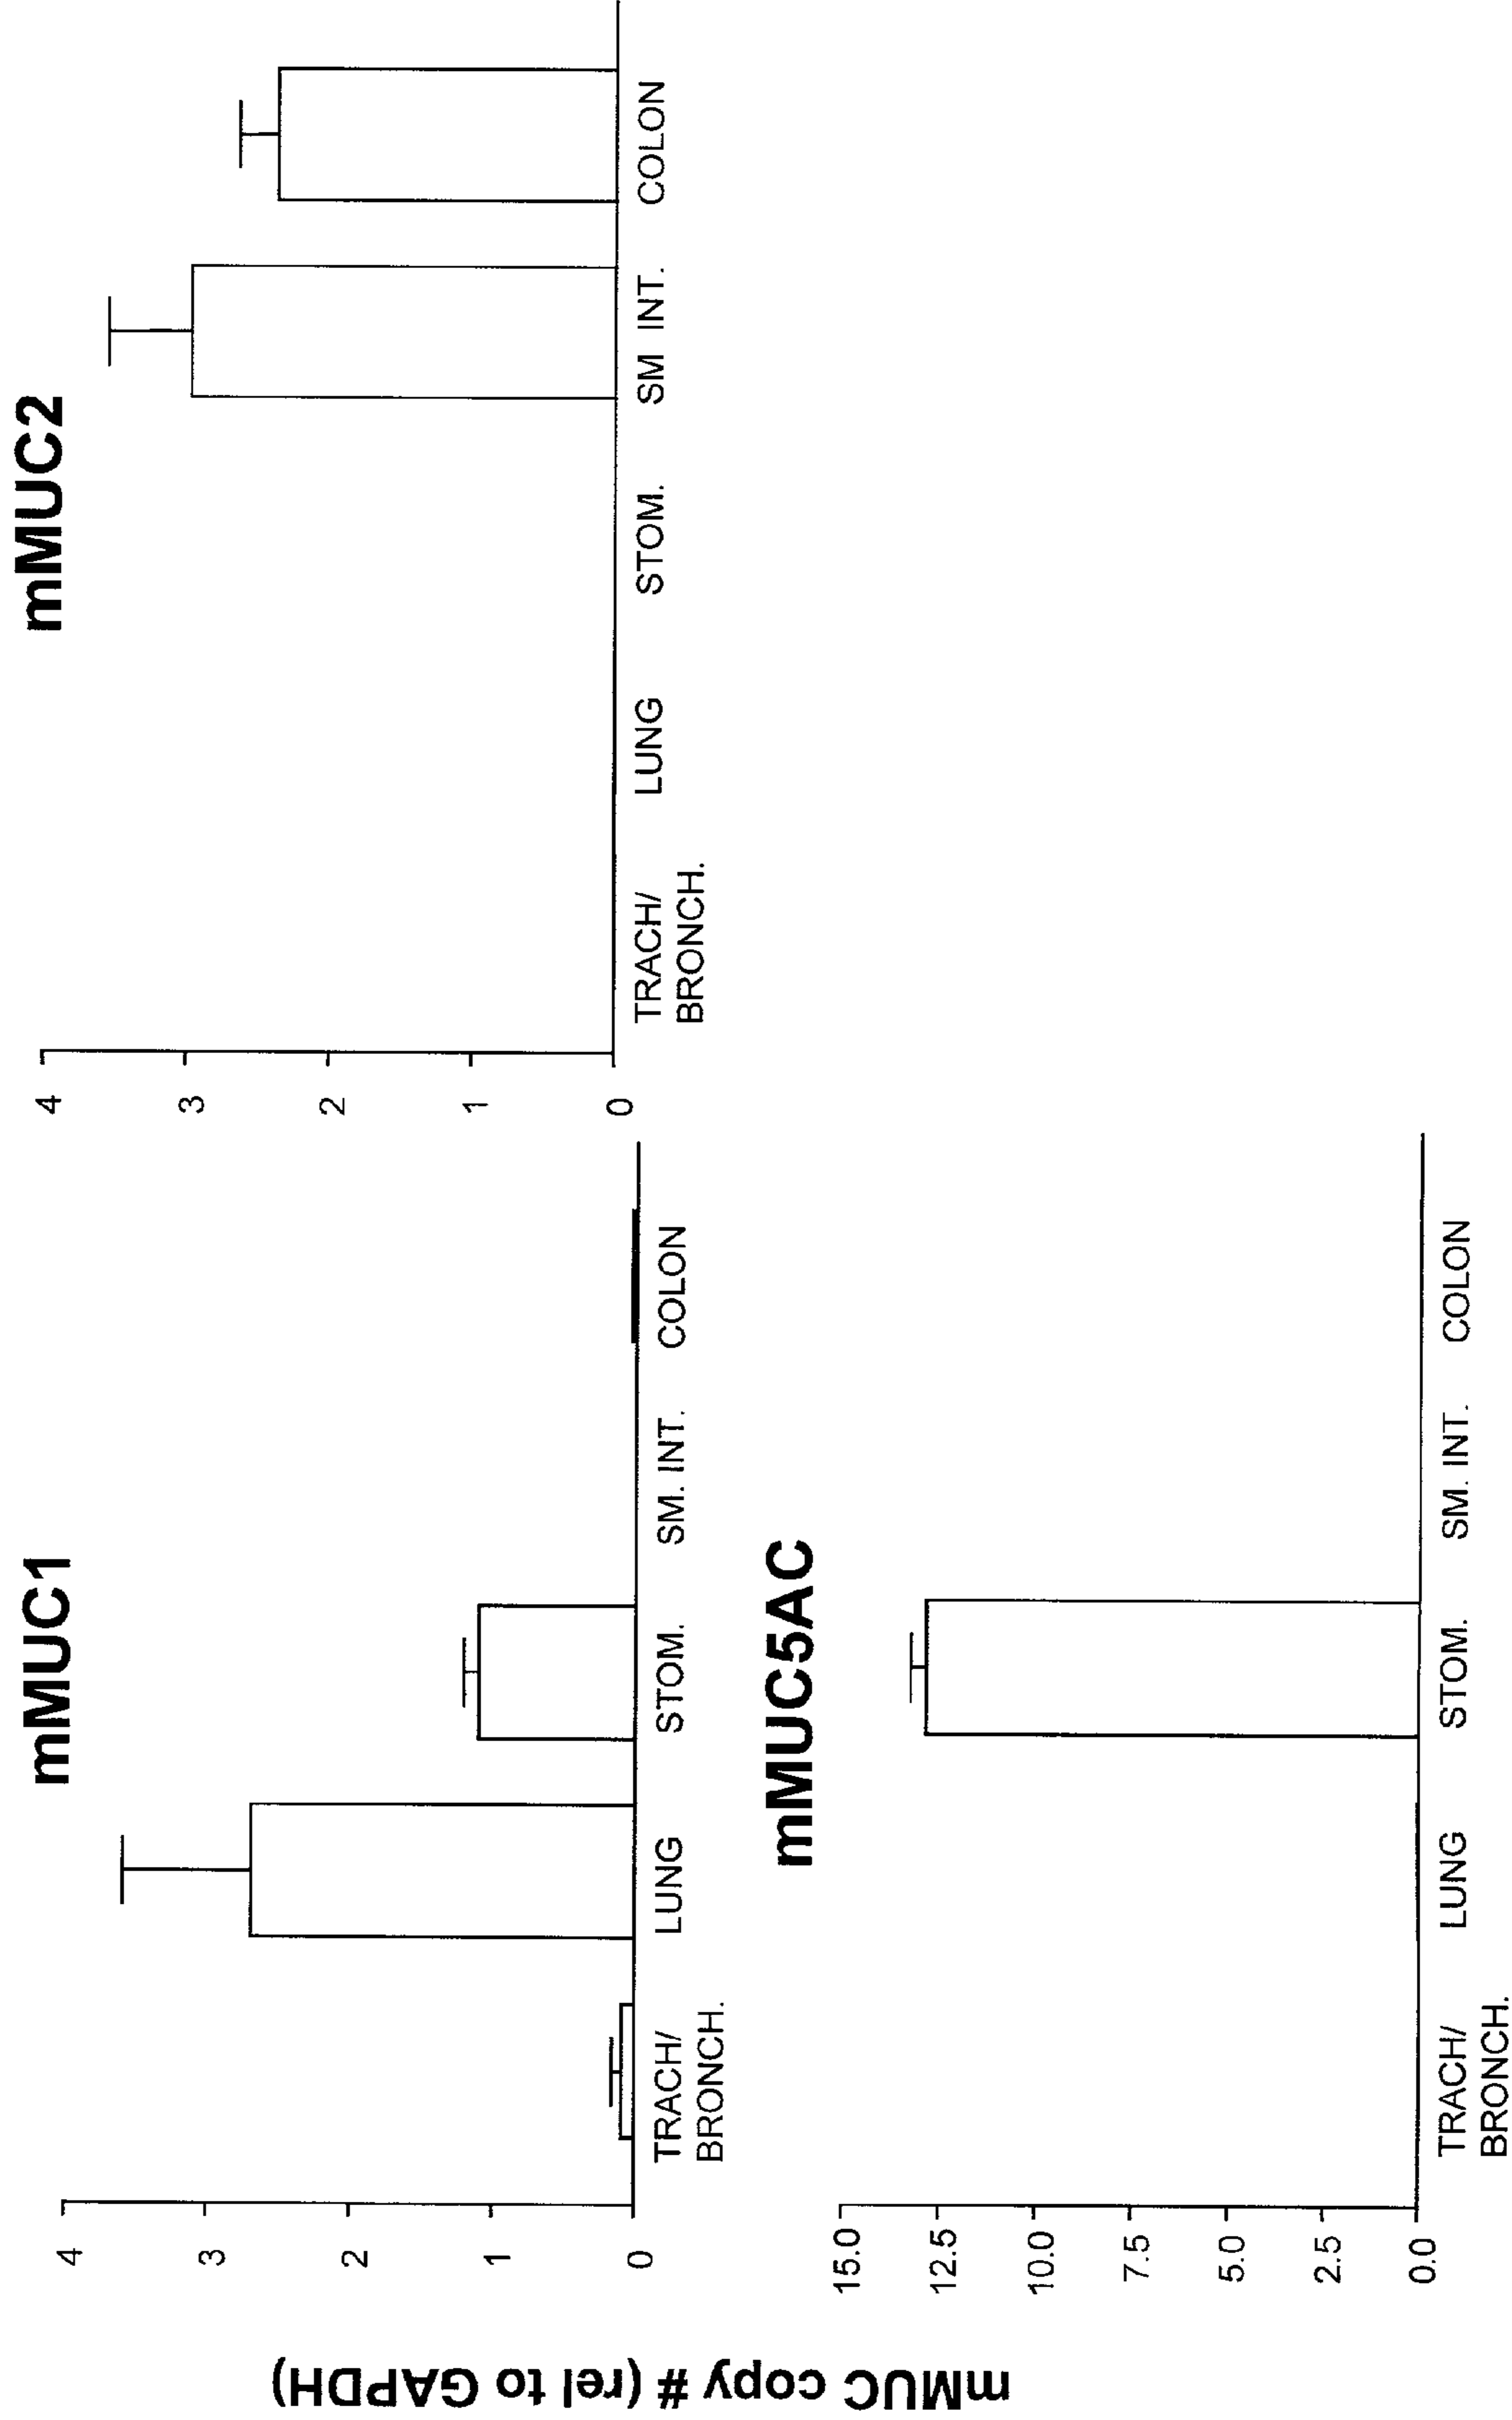 mMUC copy # (rel to GAPDH)
mMUC1
4
3
2
1
0
TRACH/
BRONCH.
LUNG
STOM.
SM. INT.
COLON
mMUC2
4
3
2
1
0
TRACH/
BRONCH.
LUNG
STOM.
SM INT.
COLON
mMUC5AC
15.0
12.5
10.0
7.5
5.0
2.5
0.0
TRACH/
BRONCH.
LUNG
STOM.
SM. INT.
COLON